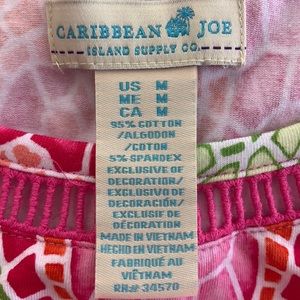 CARIBBEAN JOE
ISLAND SUPPLY CO.
US M
ME M
CA M
95% COTTON
/ALGODON
/COTON
5% SPANDEX
EXCLUSIVE OF
DECORATION/
EXCLUSIVO DE
DECORACIÓN/
EXCLUSIF DE
DÉCORATION
MADE IN VIETNAM
HECHO EN VIETNAM
FABRIQUÉ AU
VIÊTNAM
RN# 34570